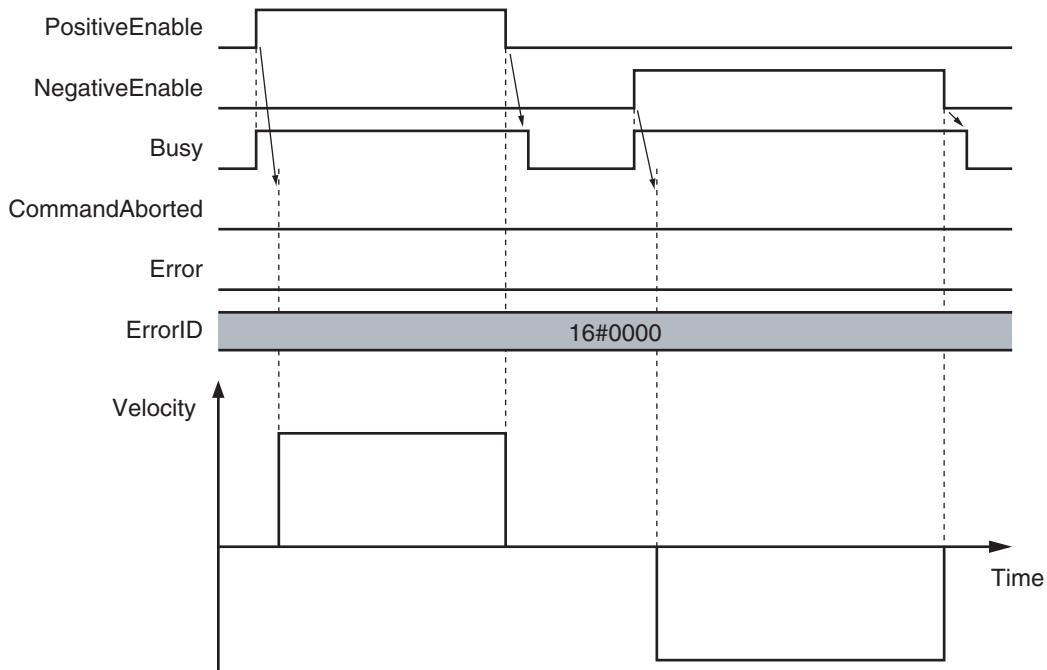 PositiveEnable
NegativeEnable
Busy
CommandAborted
Error
ErrorID
16#0000
Velocity
Time